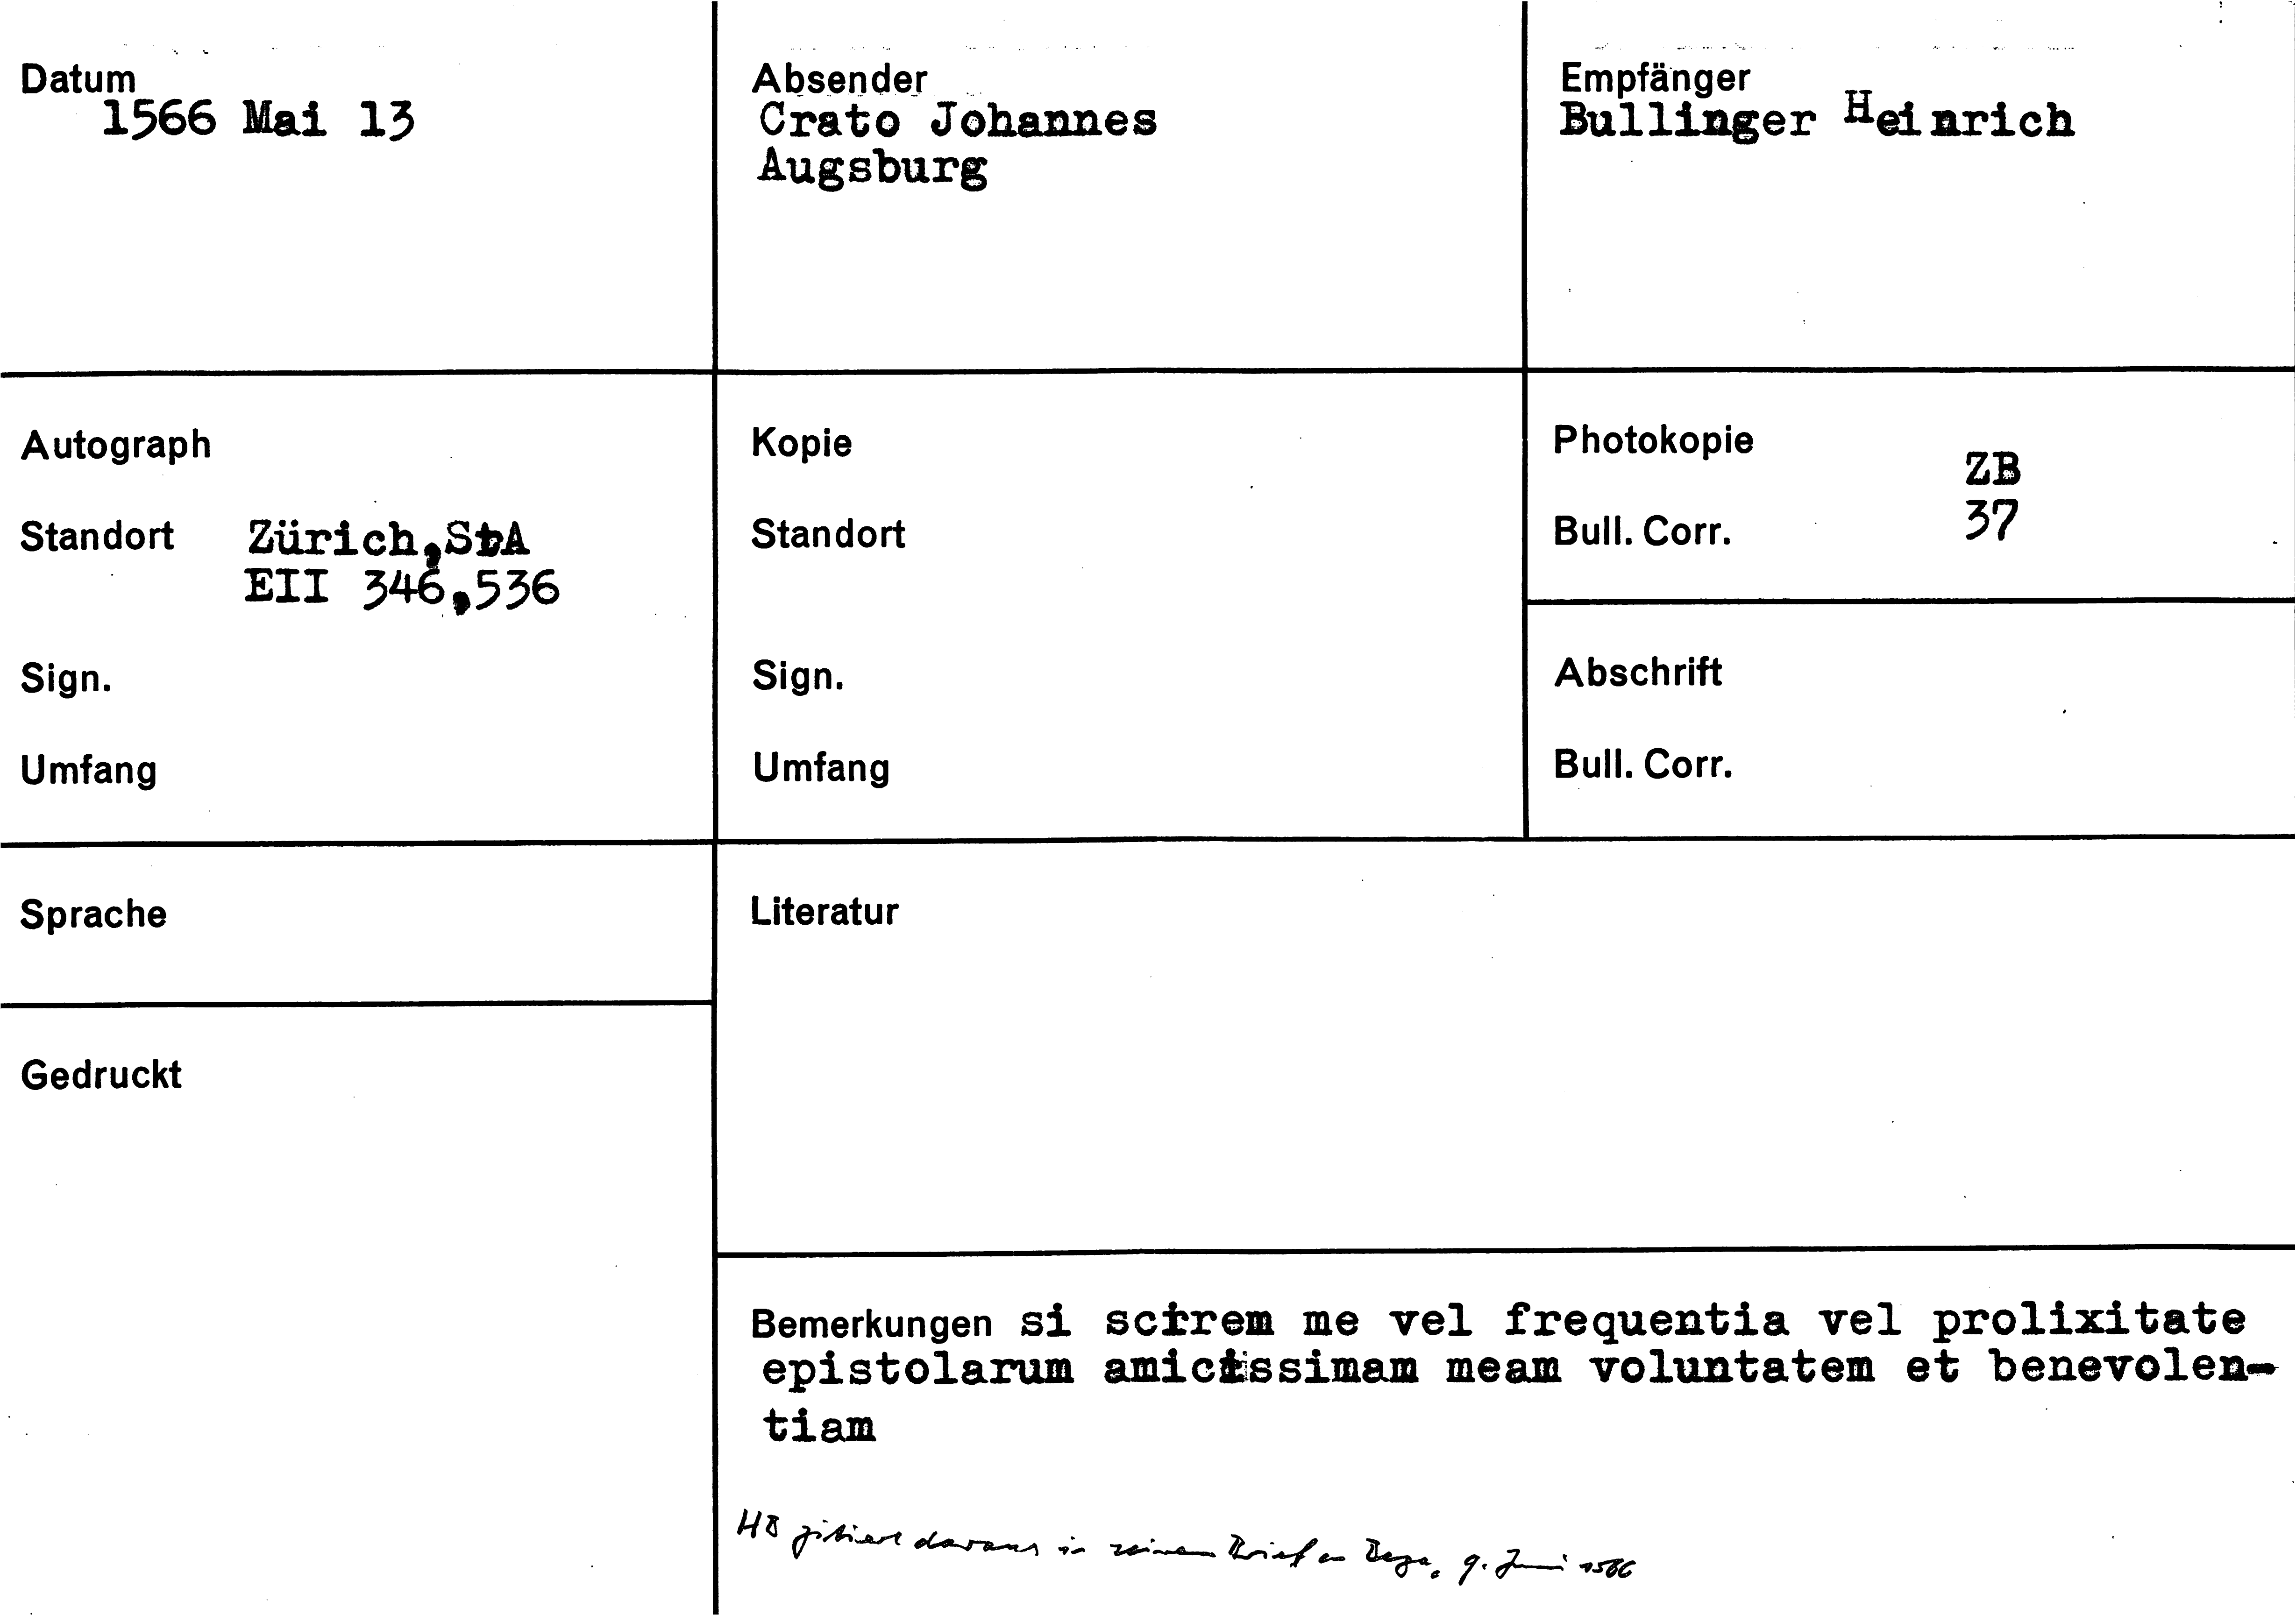 Datum
1566 Mai 13
Absender
Crato Johannes
Augsburg
Empfänger
Bullinger Heinrich
Autograph
Standort Zürich,StA
EII 346,536
Sign.
Umfang
Kopie
Standort
Sign.
Umfang
Photokopie ZB
Bull. Corr. 37
Abschrift
Bull. Corr.
Sprache
Gedruckt
Literatur
Bemerkungen si scirem me vel frequentia vel prolixitate
epistolarum amicissimam meam voluntatem et benevolen-
tiam
HB zitiert daraus in seinem Brief an Beza, 9. Juni 1566